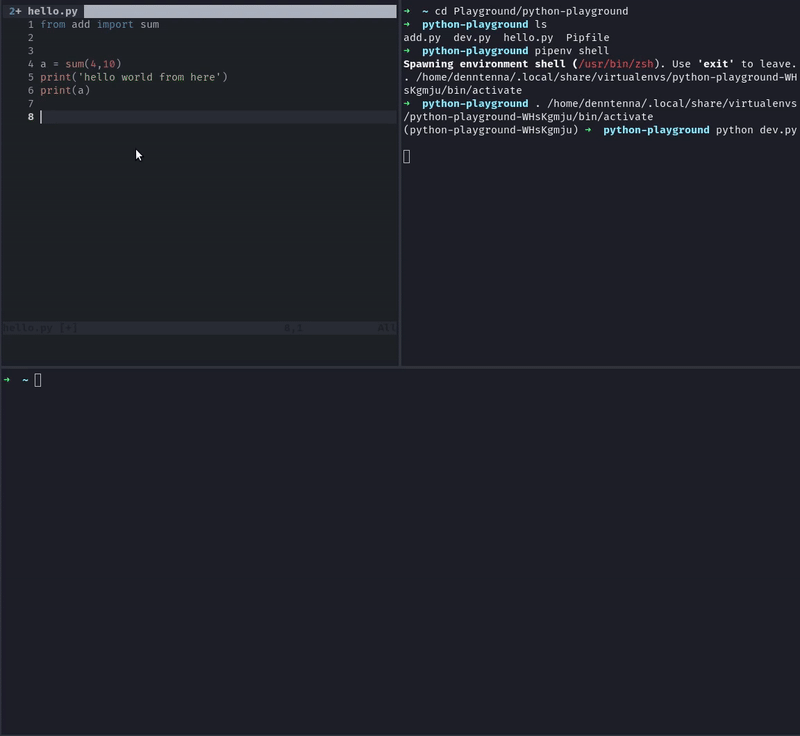 2+ hello.py
1 from add import sum
2
3
4 a = sum(4,10)
5 print('hello world from here')
6 print(a)
7
8
hello.py [+] 8,1 All
➜ ~ cd Playground/python-playground
➜ python-playground ls
add.py dev.py hello.py Pipfile
➜ python-playground pipenv shell
Spawning environment shell (/usr/bin/zsh). Use 'exit' to leave.
. /home/denntenna/.local/share/virtualenvs/python-playground-WH
sKgmju/bin/activate
➜ python-playground . /home/denntenna/.local/share/virtualenvs
/python-playground-WHsKgmju/bin/activate
(python-playground-WHsKgmju) ➜ python-playground python dev.py
➜ ~